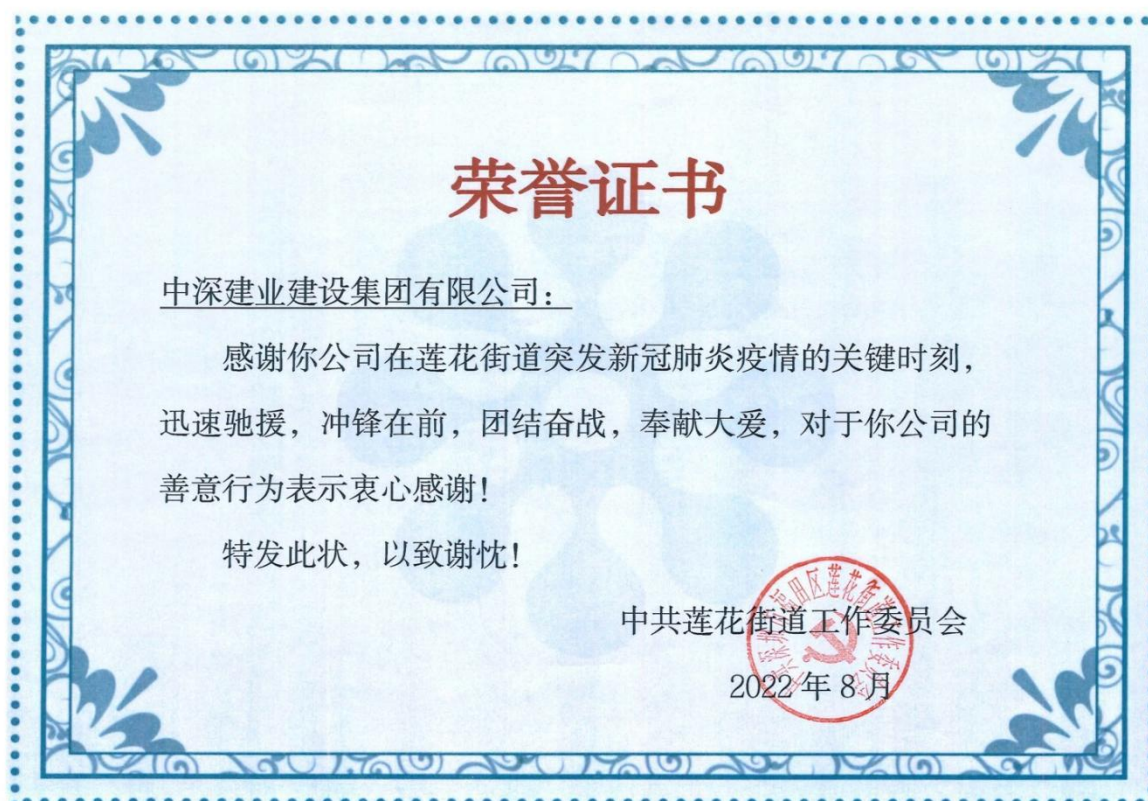 荣誉证书
中深建业建设集团有限公司：
感谢你公司在莲花街道突发新冠肺炎疫情的关键时刻，
迅速驰援，冲锋在前，团结奋战，奉献大爱，对于你公司的
善意行为表示衷心感谢！
特发此状，以致谢忱！
中共莲花街道工作委员会
2022年8月